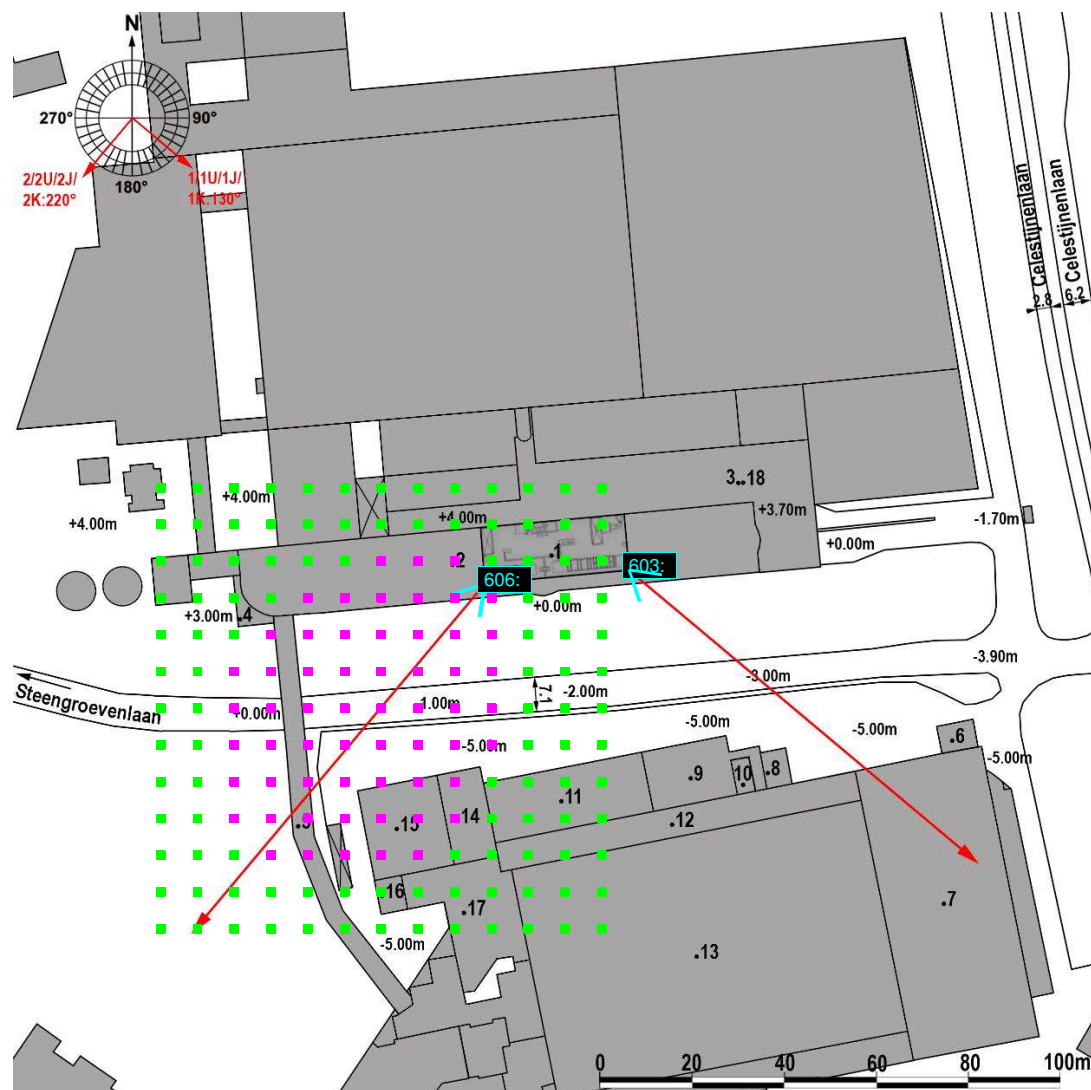 N
270°
90°
180°
2/2U/2J/
2K:220°
1/1U/1J/
1K:130°
Celestijnenlaan
Celestijnenlaan
2.8
6.2
3
18
+4.00m
+4.00m
+4.00m
+3.70m
-1.70m
+0.00m
1
2
606:
603:
+0.00m
+3.00m
4
-3.90m
-3.00m
-2.00m
7.1
1.00m
+0.00m
Steengroevenlaan
-5.00m
-5.00m
-5.00m
-5.00m
6
8
9
10
11
12
14
15
16
17
7
13
-5.00m
0
20
40
60
80
100m